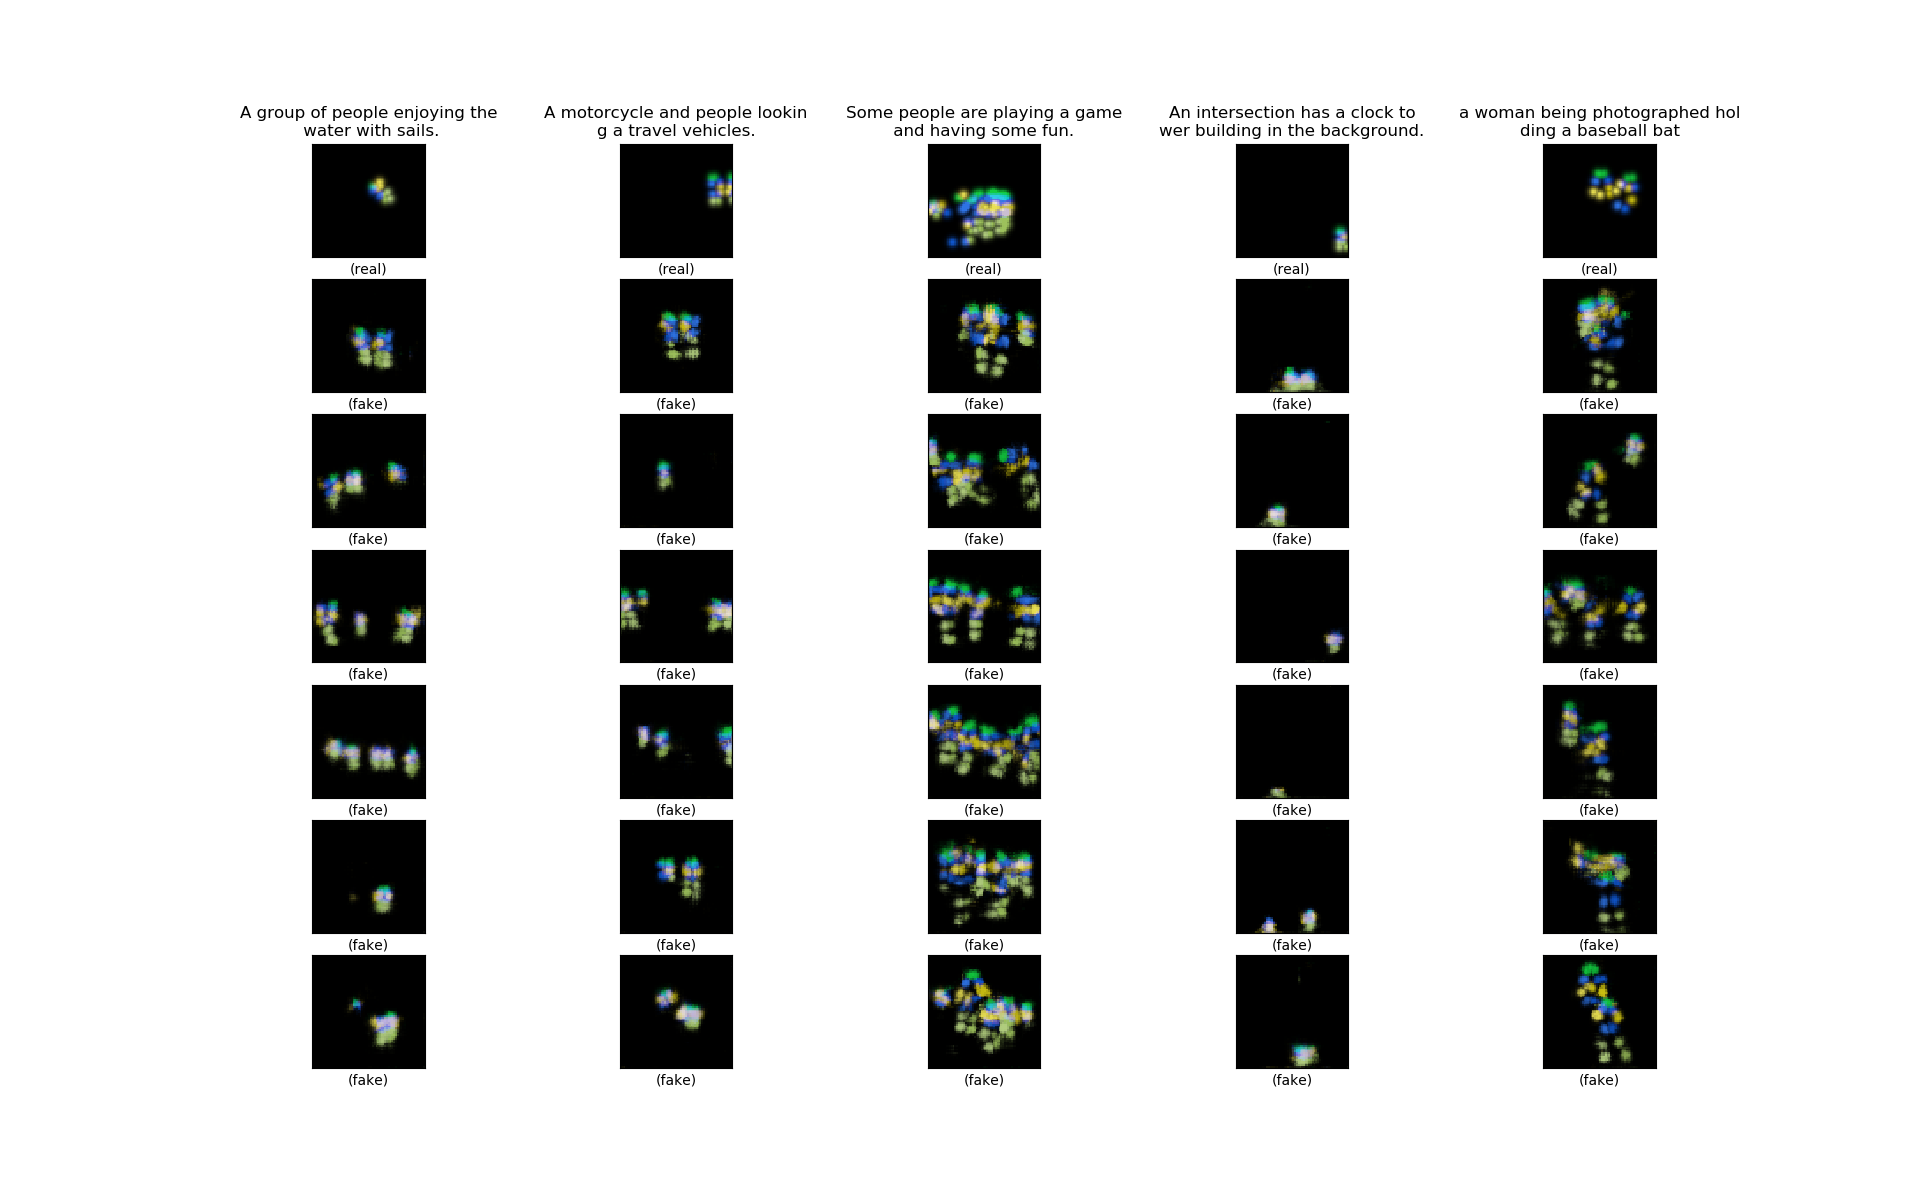 A group of people enjoying the
water with sails.
A motorcycle and people lookin
g a travel vehicles.
Some people are playing a game
and having some fun.
An intersection has a clock to
wer building in the background.
a woman being photographed hol
ding a baseball bat
(real) (real) (real) (real) (real)
(fake) (fake) (fake) (fake) (fake)
(fake) (fake) (fake) (fake) (fake)
(fake) (fake) (fake) (fake) (fake)
(fake) (fake) (fake) (fake) (fake)
(fake) (fake) (fake) (fake) (fake)
(fake) (fake) (fake) (fake) (fake)